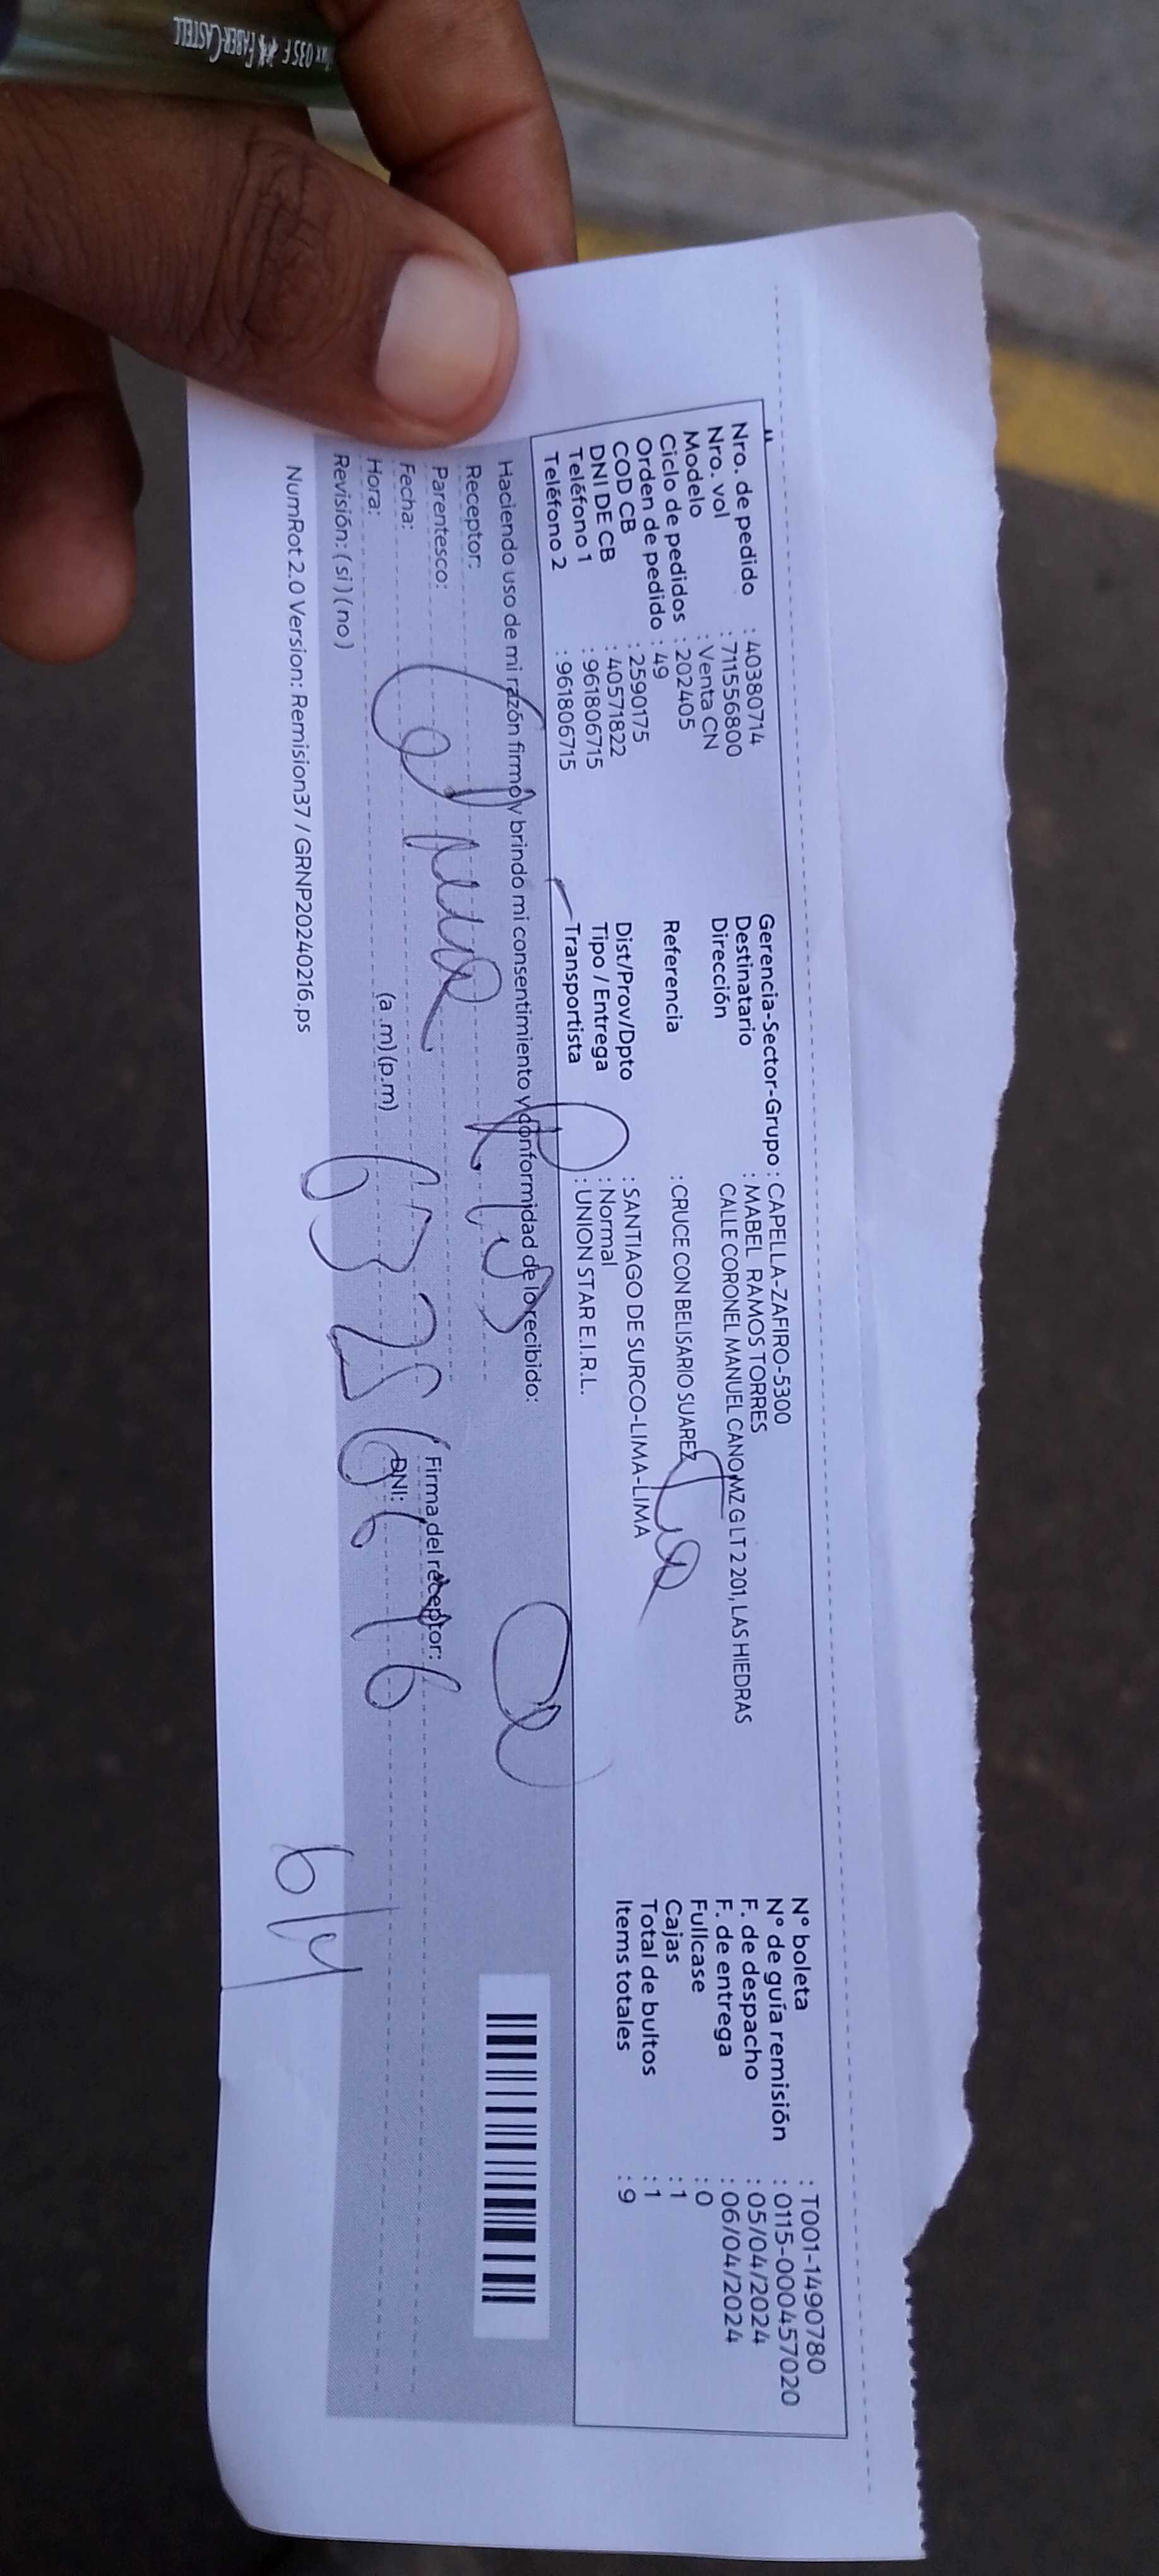 Nro. de pedido : 40380714
Nro. vol : 715556800
Modelo : Venta CN
Ciclo de pedidos : 202405
Orden de pedido : 49
COD CB : 2590175
DNI DE CB : 40571822
Teléfono 1 : 961806715
Teléfono 2 : 961806715
Gerencia-Sector-Grupo : CAPELLA-ZAFIRO-5300
Destinatario : MABEL RAMOS TORRES
Dirección CALLE CORONEL MANUEL CANO MZ G LT 2 201, LAS HIEDRAS
Referencia : CRUCE CON BELISARIO SUAREZ
Dist/Prov/Dpto : SANTIAGO DE SURCO-LIMA-LIMA
Tipo / Entrega : Normal
Transportista : UNION STAR E.I.R.L.
N° boleta : T001-1490780
N° de guía remisión : 0115-000457020
F. de despacho : 05/04/2024
F. de entrega : 06/04/2024
Fullcase : 0
Cajas : 1
Total de bultos : 1
Items totales : 9
Haciendo uso de mi razón firmo y brindo mi consentimiento y conformidad de lo recibido:
Receptor:
Parentesco:
Fecha:
Hora: (a.m)(p.m)
Firma del receptor:
DNI:
Revisión: (si)(no)
6/4
NumRot 2.0 Version: Remision37 / GRNP20240216.ps
035 F FABER-CASTELL